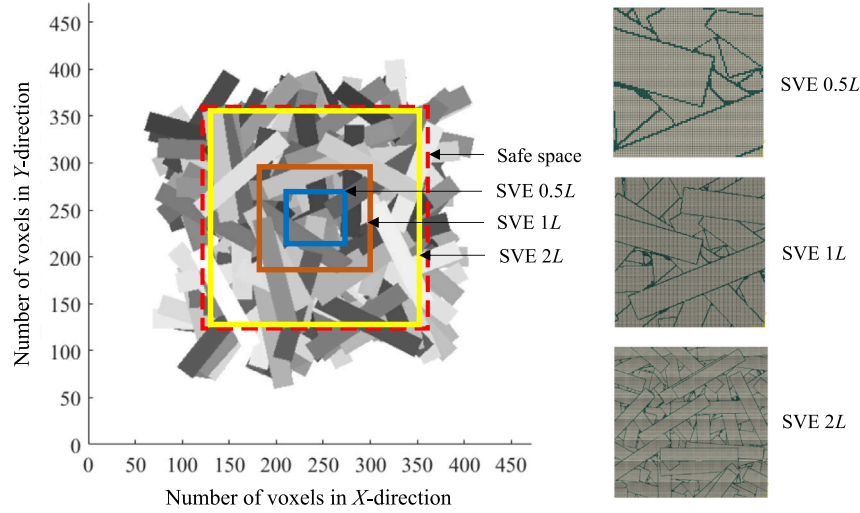 Number of voxels in Y-direction
450
400
350
300
250
200
150
100
50
0
0 50 100 150 200 250 300 350 400 450
Number of voxels in X-direction
Safe space
SVE 0.5L
SVE 1L
SVE 2L
SVE 0.5L
SVE 1L
SVE 2L